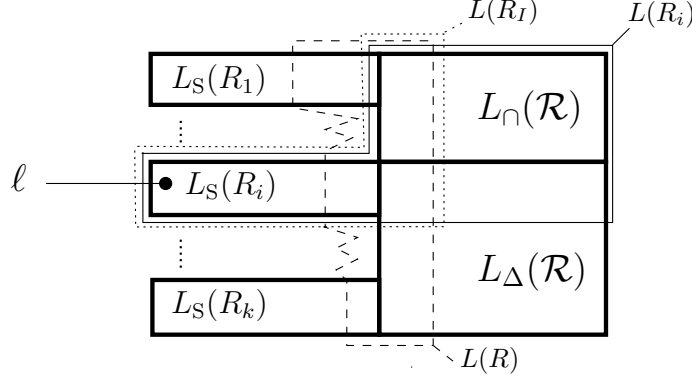 L(R_I)
L(R_i)
L_S(R_1)
L_∩(ℛ)
ℓ
L_S(R_i)
L_Δ(ℛ)
L_S(R_k)
L(R)